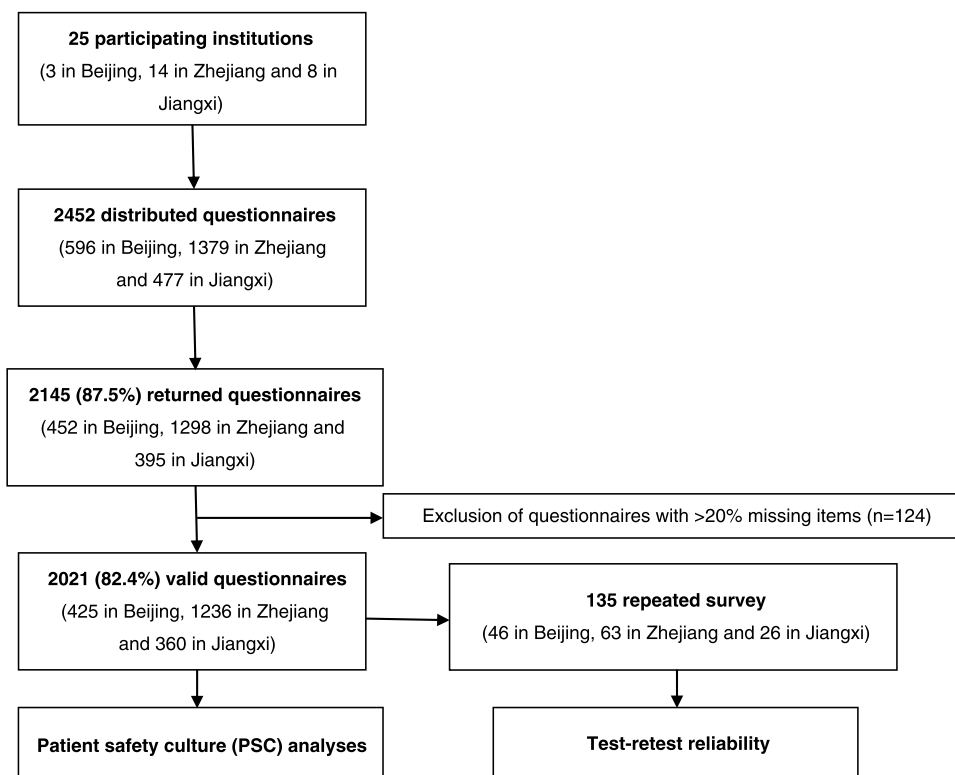 25 participating institutions
(3 in Beijing, 14 in Zhejiang and 8 in
Jiangxi)
2452 distributed questionnaires
(596 in Beijing, 1379 in Zhejiang
and 477 in Jiangxi)
2145 (87.5%) returned questionnaires
(452 in Beijing, 1298 in Zhejiang and
395 in Jiangxi)
Exclusion of questionnaires with >20% missing items (n=124)
2021 (82.4%) valid questionnaires
(425 in Beijing, 1236 in Zhejiang
and 360 in Jiangxi)
135 repeated survey
(46 in Beijing, 63 in Zhejiang and 26 in Jiangxi)
Patient safety culture (PSC) analyses
Test-retest reliability